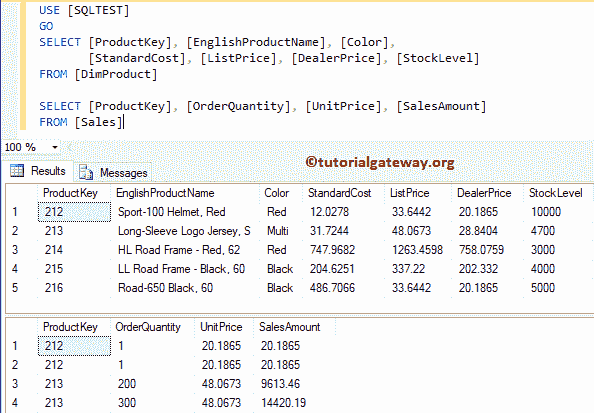 USE [SQLTEST]
GO
SELECT [ProductKey], [EnglishProductName], [Color],
[StandardCost], [ListPrice], [DealerPrice], [StockLevel]
FROM [DimProduct]
SELECT [ProductKey], [OrderQuantity], [UnitPrice], [SalesAmount]
FROM [Sales]
100 %
©tutorialgateway.org
Results Messages
ProductKey EnglishProductName Color StandardCost ListPrice DealerPrice StockLevel
1 212 Sport-100 Helmet, Red Red 12.0278 33.6442 20.1865 10000
2 213 Long-Sleeve Logo Jersey, S Multi 31.7244 48.0673 28.8404 4700
3 214 HL Road Frame - Red, 62 Red 747.9682 1263.4598 758.0759 3000
4 215 LL Road Frame - Black, 60 Black 204.6251 337.22 202.332 4000
5 216 Road-650 Black, 60 Black 486.7066 33.6442 20.1865 5000
ProductKey OrderQuantity UnitPrice SalesAmount
1 212 1 20.1865 20.1865
2 212 1 20.1865 20.1865
3 213 200 48.0673 9613.46
4 213 300 48.0673 14420.19